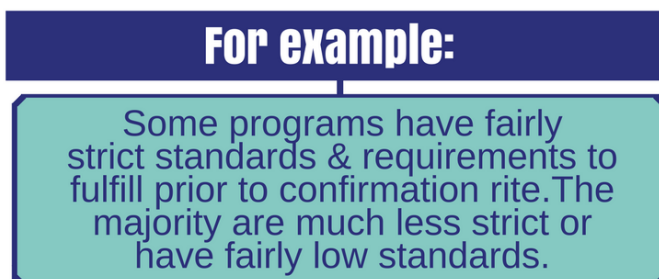 For example:
Some programs have fairly
strict standards & requirements to
fulfill prior to confirmation rite.The
majority are much less strict or
have fairly low standards.